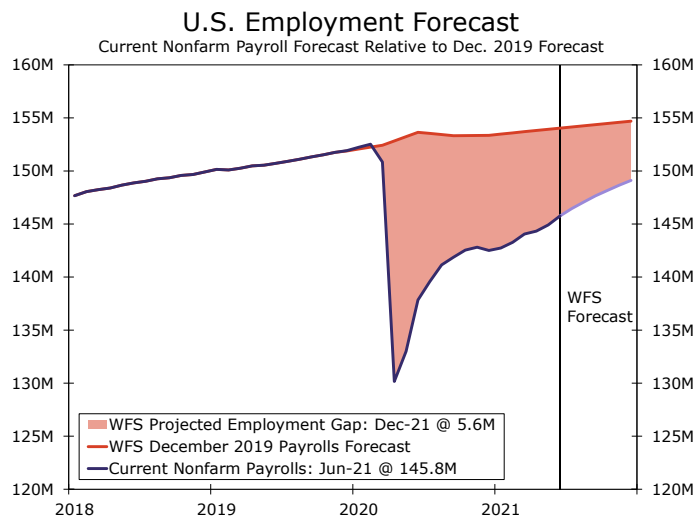 U.S. Employment Forecast
Current Nonfarm Payroll Forecast Relative to Dec. 2019 Forecast
160M 160M
155M 155M
150M 150M
145M 145M
140M 140M
WFS
Forecast
135M 135M
130M 130M
WFS Projected Employment Gap: Dec-21 @ 5.6M
WFS December 2019 Payrolls Forecast
Current Nonfarm Payrolls: Jun-21 @ 145.8M
125M 125M
120M 120M
2018 2019 2020 2021